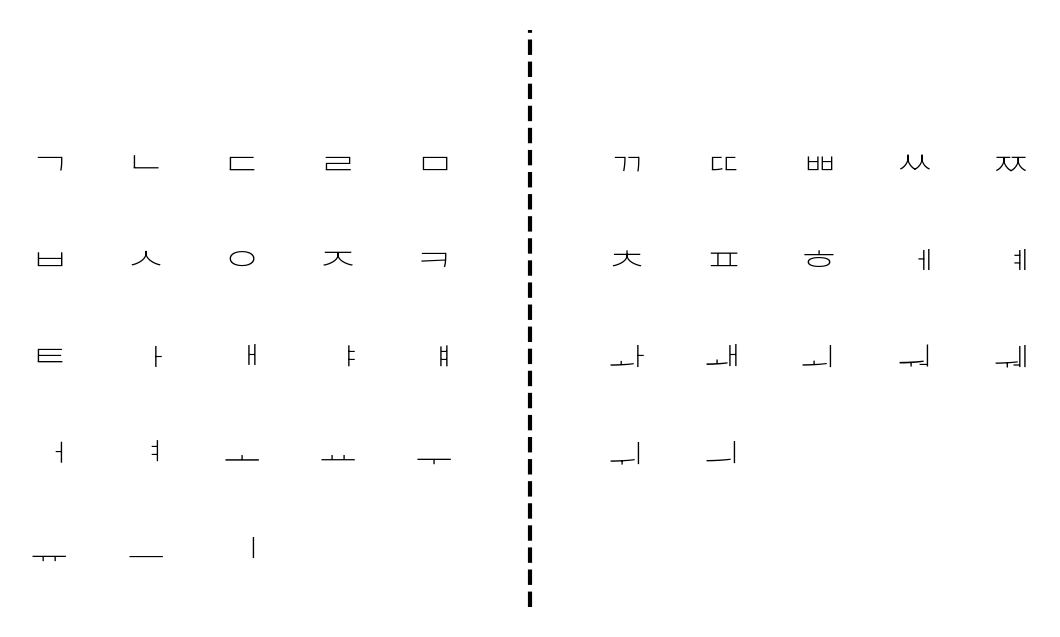 ㄱ ㄴ ㄷ ㄹ ㅁ
ㅂ ㅅ ㅇ ㅈ ㅋ
ㅌ ㅏ ㅐ ㅑ ㅒ
ㅓ ㅕ ㅗ ㅛ ㅜ
ㅠ ㅡ ㅣ
ㄲ ㄸ ㅃ ㅆ ㅉ
ㅊ ㅍ ㅎ ㅔ ㅖ
ㅘ ㅙ ㅚ ㅝ ㅞ
ㅟ ㅢ